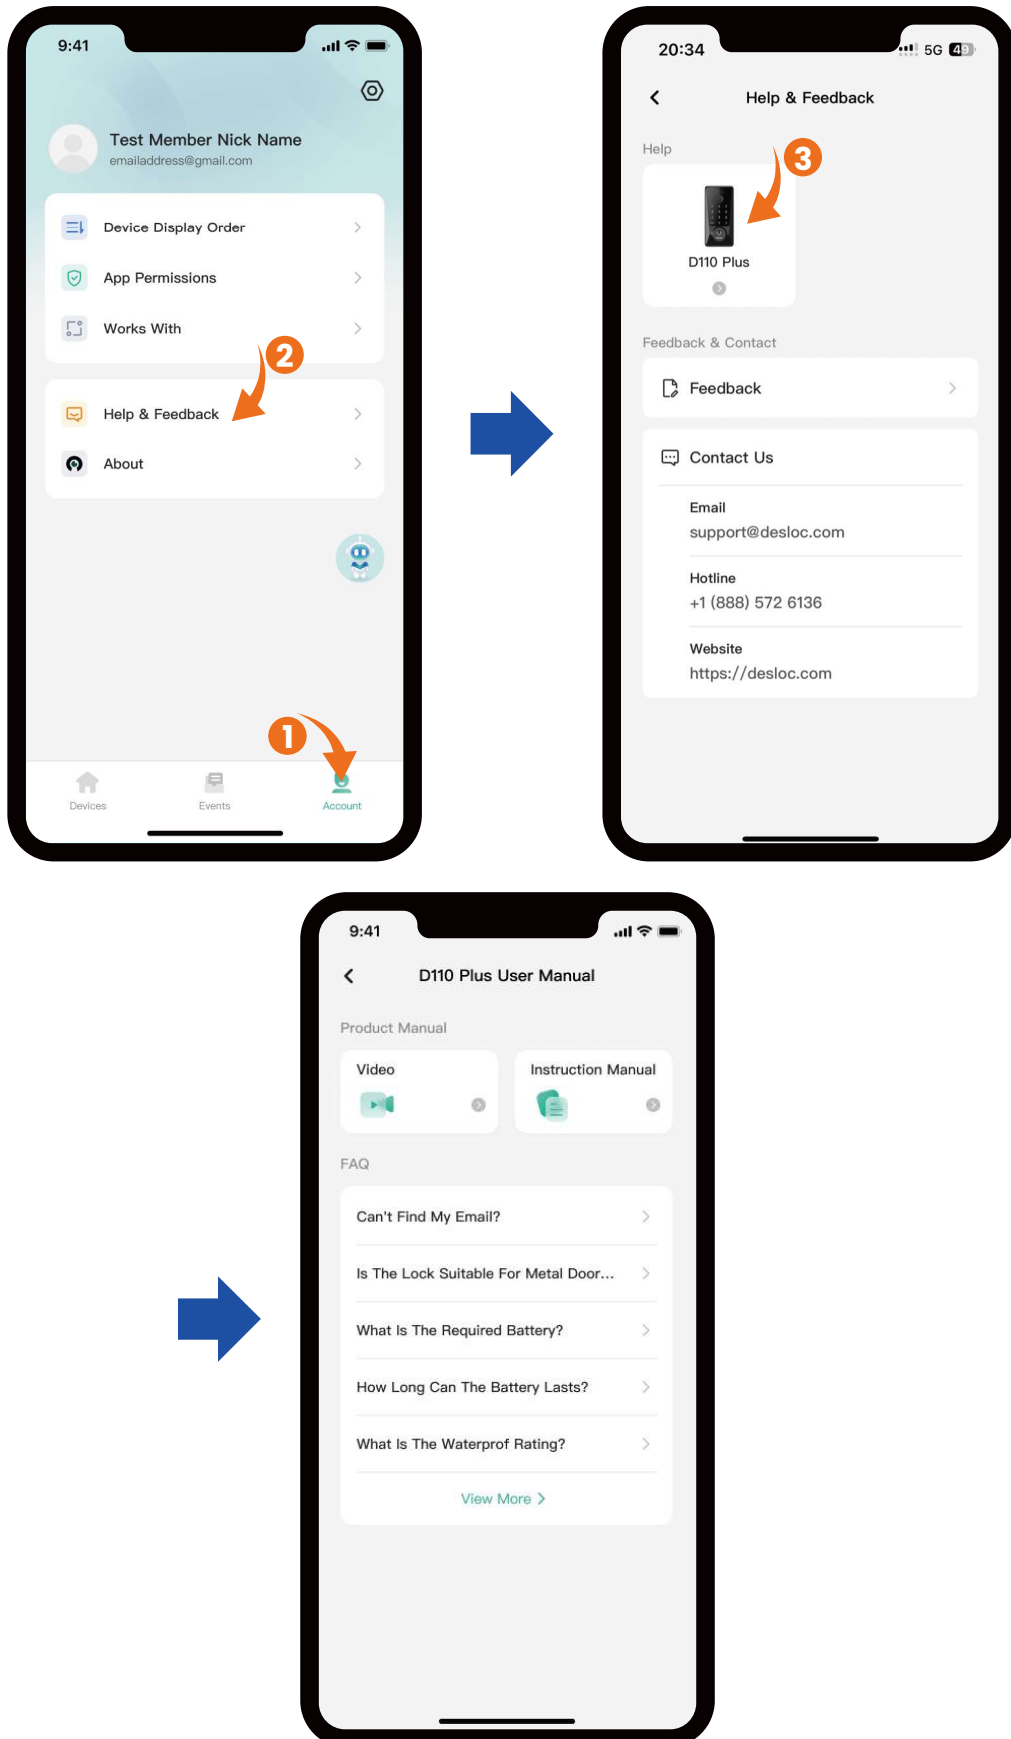 9:41
Test Member Nick Name
emailaddress@gmail.com
Device Display Order
App Permissions
Works With
2
Help & Feedback
About
1
Devices
Events
Account
20:34
5G 49
Help & Feedback
Help
3
D110 Plus
Feedback & Contact
Feedback
Contact Us
Email
support@desloc.com
Hotline
+1 (888) 572 6136
Website
https://desloc.com
9:41
D110 Plus User Manual
Product Manual
Video
Instruction Manual
FAQ
Can't Find My Email?
Is The Lock Suitable For Metal Door...
What Is The Required Battery?
How Long Can The Battery Lasts?
What Is The Waterprof Rating?
View More